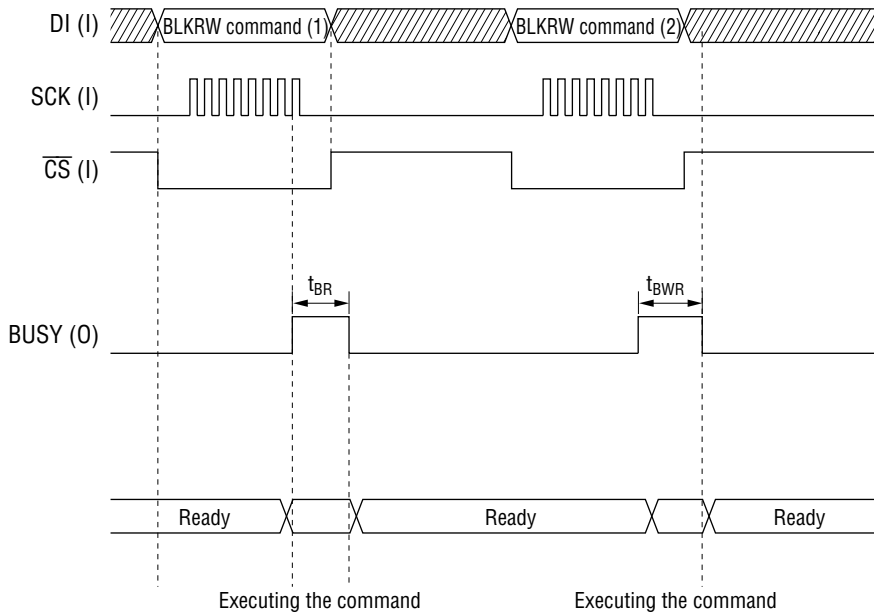 DI (I)
BLKRW command (1)
BLKRW command (2)
SCK (I)
CS (I)
tBR
tBWR
BUSY (O)
Ready
Ready
Ready
Executing the command
Executing the command